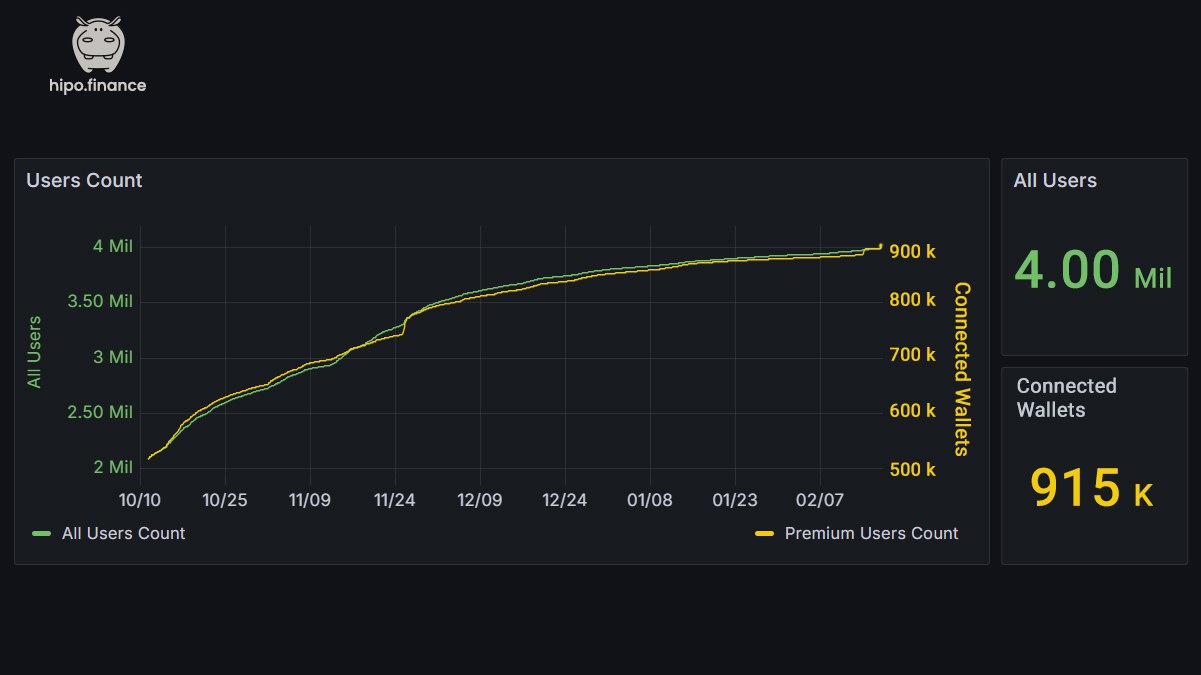 hipo.finance
Users Count
4 Mil
3.50 Mil
3 Mil
2.50 Mil
2 Mil
All Users
900 k
800 k
700 k
600 k
500 k
Connected Wallets
10/10 10/25 11/09 11/24 12/09 12/24 01/08 01/23 02/07
All Users Count
Premium Users Count
All Users
4.00 Mil
Connected
Wallets
915 K